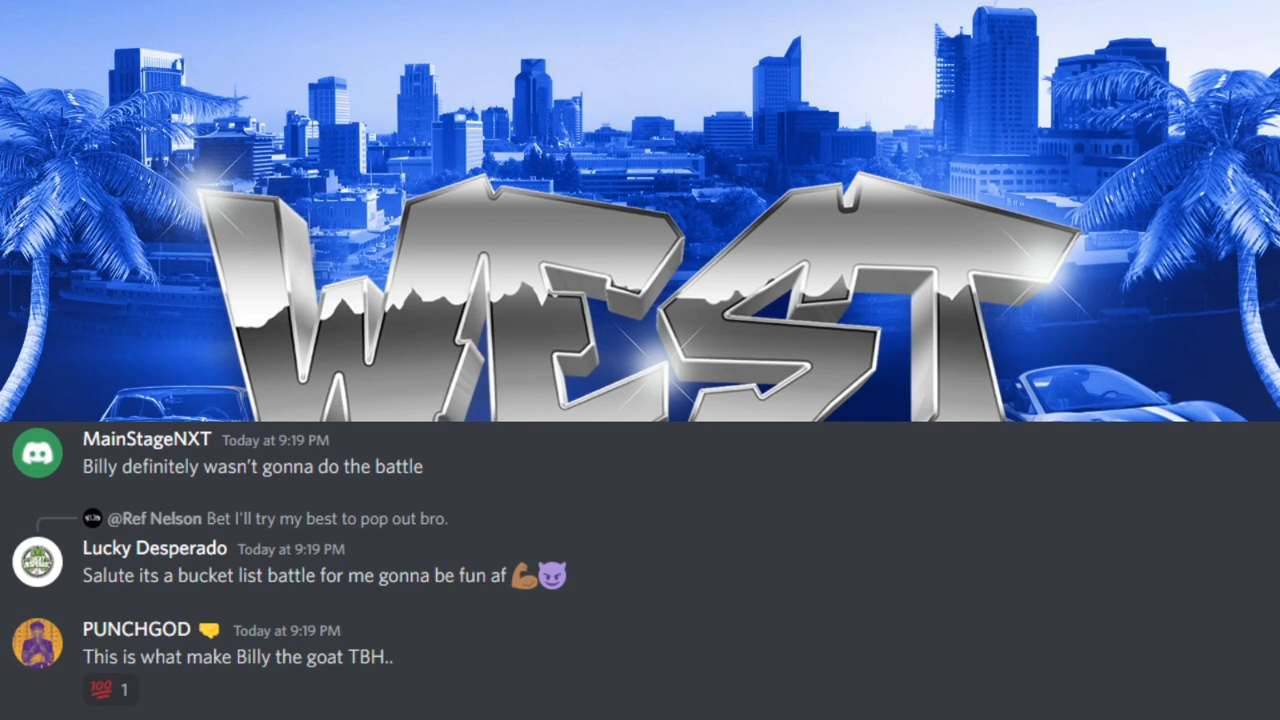 WEST
MainStageNXT Today at 9:19 PM
Billy definitely wasn't gonna do the battle
@Ref Nelson Bet I'll try my best to pop out bro.
Lucky Desperado Today at 9:19 PM
Salute its a bucket list battle for me gonna be fun af 💪🏾😈
PUNCHGOD 🤜 Today at 9:19 PM
This is what make Billy the goat TBH..
💯 1